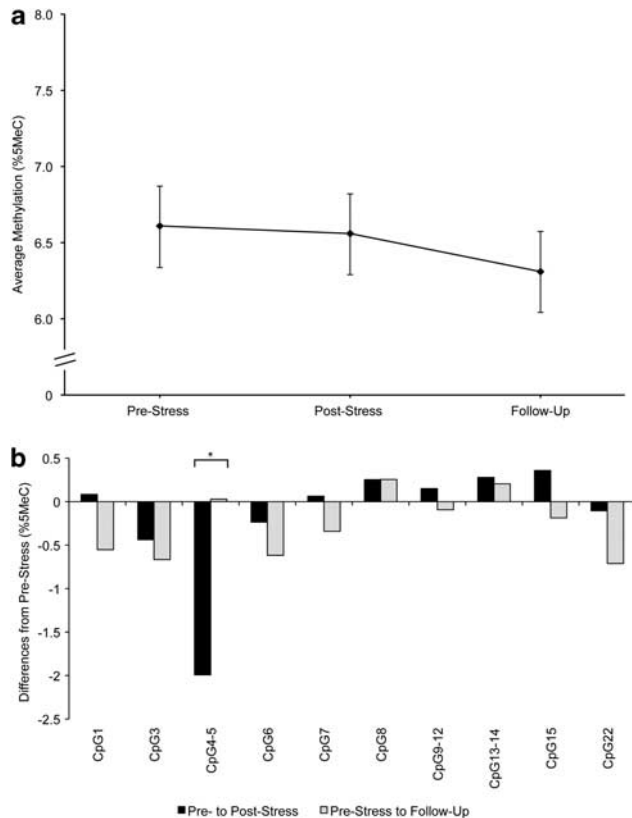 a
Average Methylation (%5MeC)
8.0
7.5
7.0
6.5
6.0
0
Pre-Stress Post-Stress Follow-Up
b
Differences from Pre-Stress (%5MeC)
*
0.5
0
-0.5
-1
-1.5
-2
-2.5
CpG1
CpG3
CpG4-5
CpG6
CpG7
CpG8
CpG9-12
CpG13-14
CpG15
CpG22
Pre- to Post-Stress Pre-Stress to Follow-Up